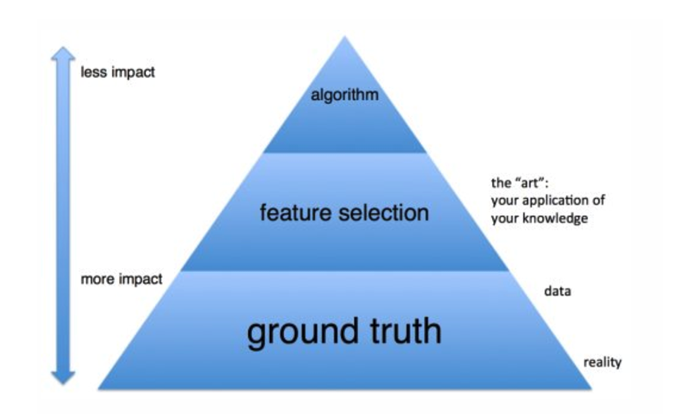 less impact
algorithm
the "art":
your application of
your knowledge
feature selection
more impact
data
ground truth
reality